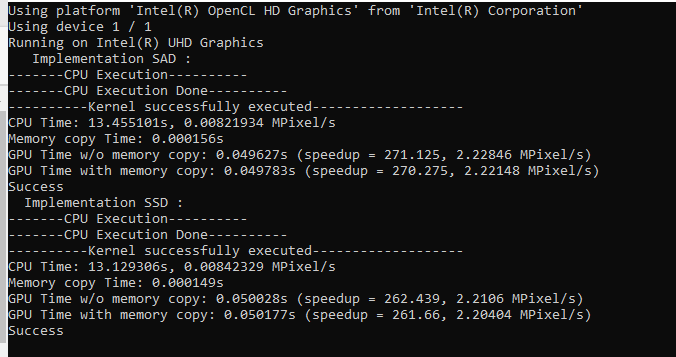 Using platform 'Intel(R) OpenCL HD Graphics' from 'Intel(R) Corporation'
Using device 1 / 1
Running on Intel(R) UHD Graphics
   Implementation SAD :
-------CPU Execution----------
-------CPU Execution Done----------
----------Kernel successfully executed-------------------
CPU Time: 13.455101s, 0.00821934 MPixel/s
Memory copy Time: 0.000156s
GPU Time w/o memory copy: 0.049627s (speedup = 271.125, 2.22846 MPixel/s)
GPU Time with memory copy: 0.049783s (speedup = 270.275, 2.22148 MPixel/s)
Success
  Implementation SSD :
-------CPU Execution----------
-------CPU Execution Done----------
----------Kernel successfully executed-------------------
CPU Time: 13.129306s, 0.00842329 MPixel/s
Memory copy Time: 0.000149s
GPU Time w/o memory copy: 0.050028s (speedup = 262.439, 2.2106 MPixel/s)
GPU Time with memory copy: 0.050177s (speedup = 261.66, 2.20404 MPixel/s)
Success